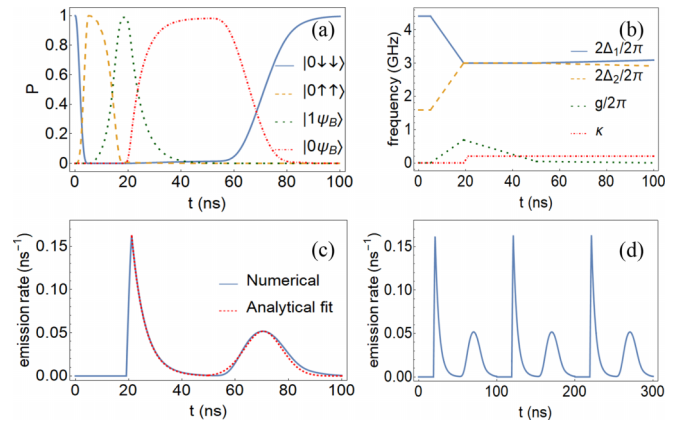 (a)
P
1
0.8
0.6
0.4
0.2
0
|0↓↓⟩
|0↑↑⟩
|1ψ_B⟩
|0ψ_B⟩
0 20 40 60 80 100
t (ns)
(b)
frequency (GHz)
4
3
2
1
0
2Δ₁/2π
2Δ₂/2π
g/2π
κ
0 20 40 60 80 100
t (ns)
(c)
emission rate (ns⁻¹)
0.15
0.10
0.05
0.00
Numerical
Analytical fit
0 20 40 60 80 100
t (ns)
(d)
emission rate (ns⁻¹)
0.15
0.10
0.05
0.00
0 100 200 300
t (ns)